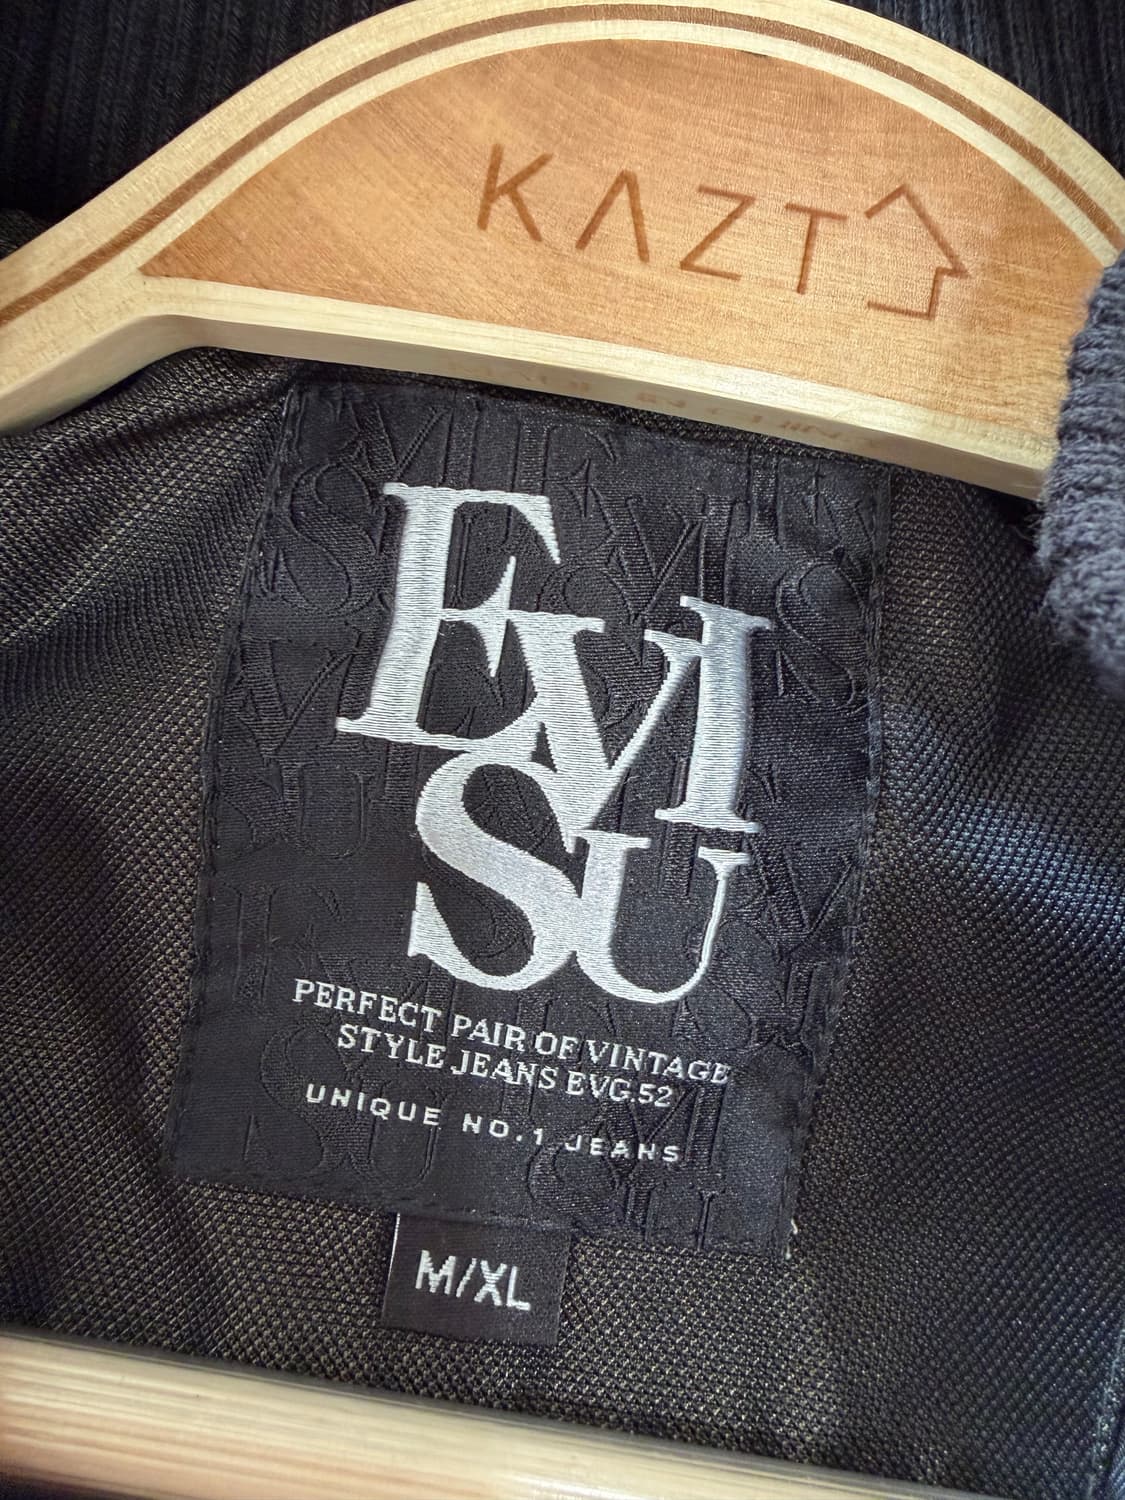 KAZT
EVI
SU
PERFECT PAIR OF VINTAGE
STYLE JEANS EVG.52
UNIQUE NO.1 JEANS
M/XL